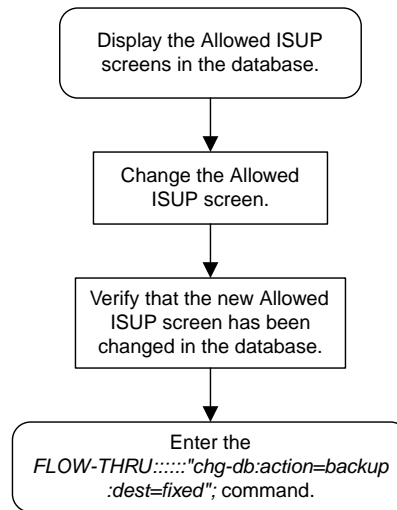 Display the Allowed ISUP
screens in the database.
Change the Allowed
ISUP screen.
Verify that the new Allowed
ISUP screen has been
changed in the database.
Enter the
FLOW-THRU::::::"chg-db:action=backup
:dest=fixed"; command.